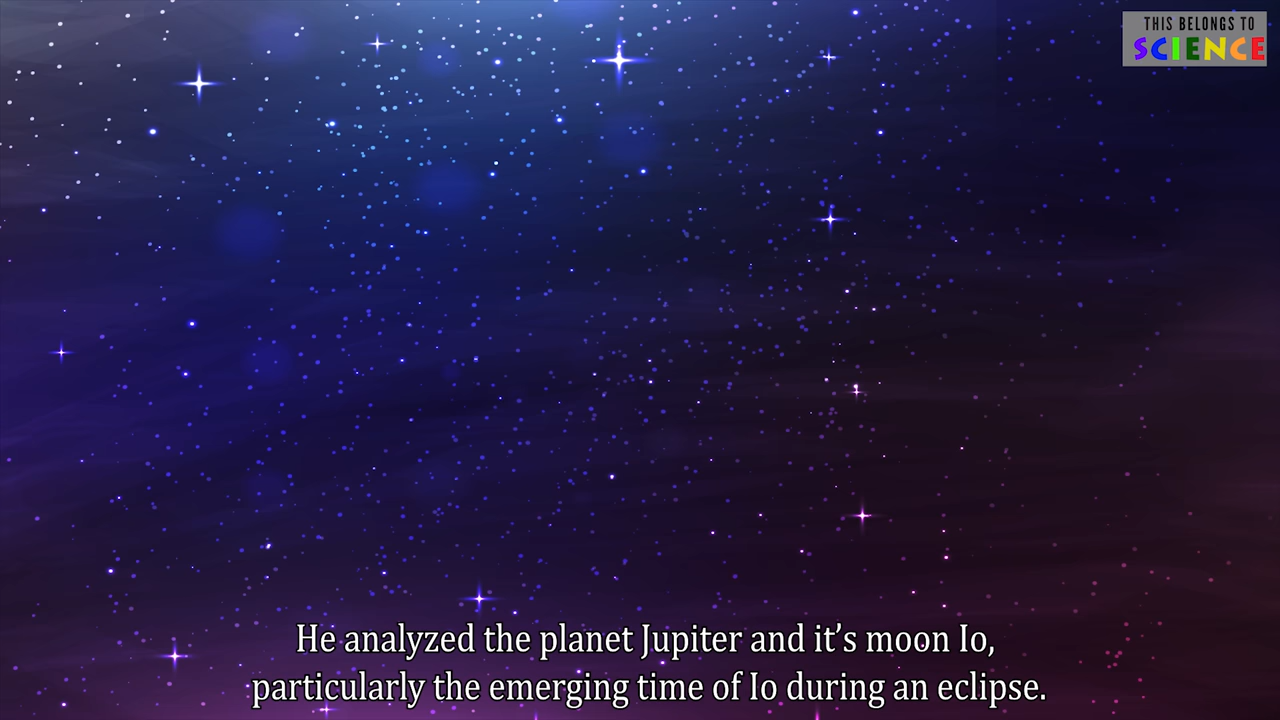 THIS BELONGS TO
SCIENCE
He analyzed the planet Jupiter and it’s moon Io,
particularly the emerging time of Io during an eclipse.